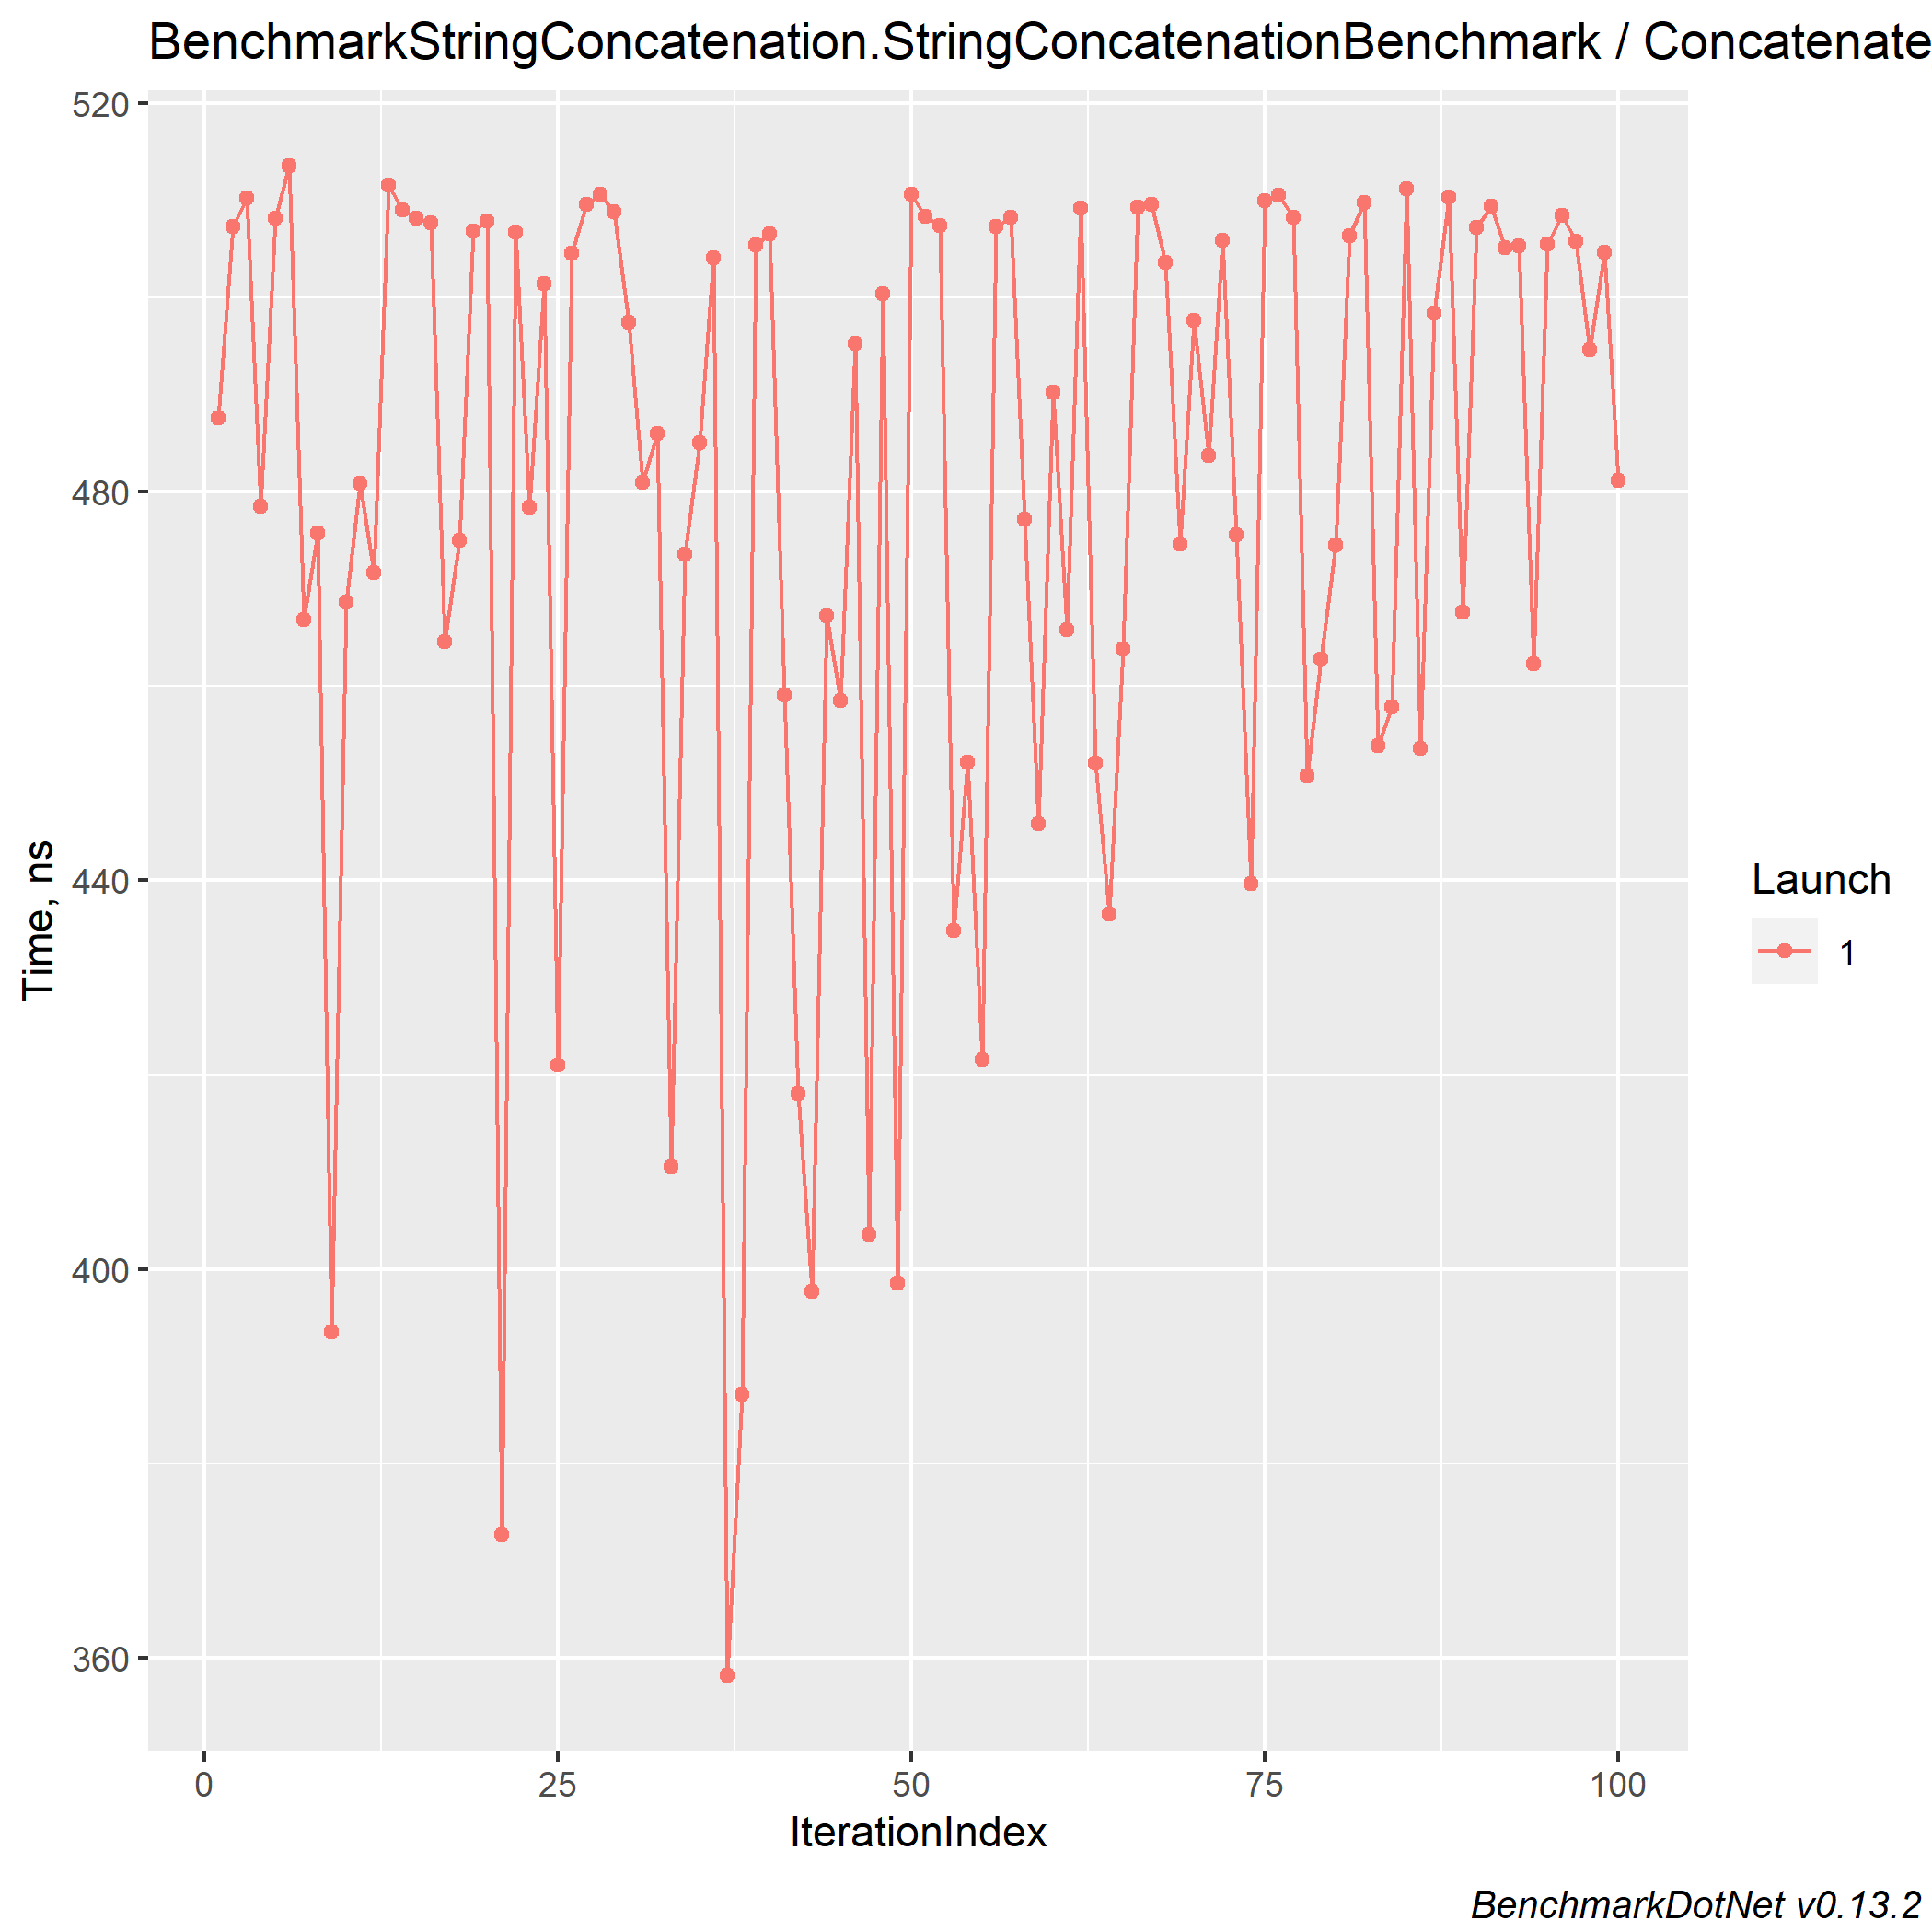 BenchmarkStringConcatenation.StringConcatenationBenchmark / Concatenate
520
480
440
400
360
Time, ns
0 25 50 75 100
IterationIndex
Launch
1
BenchmarkDotNet v0.13.2